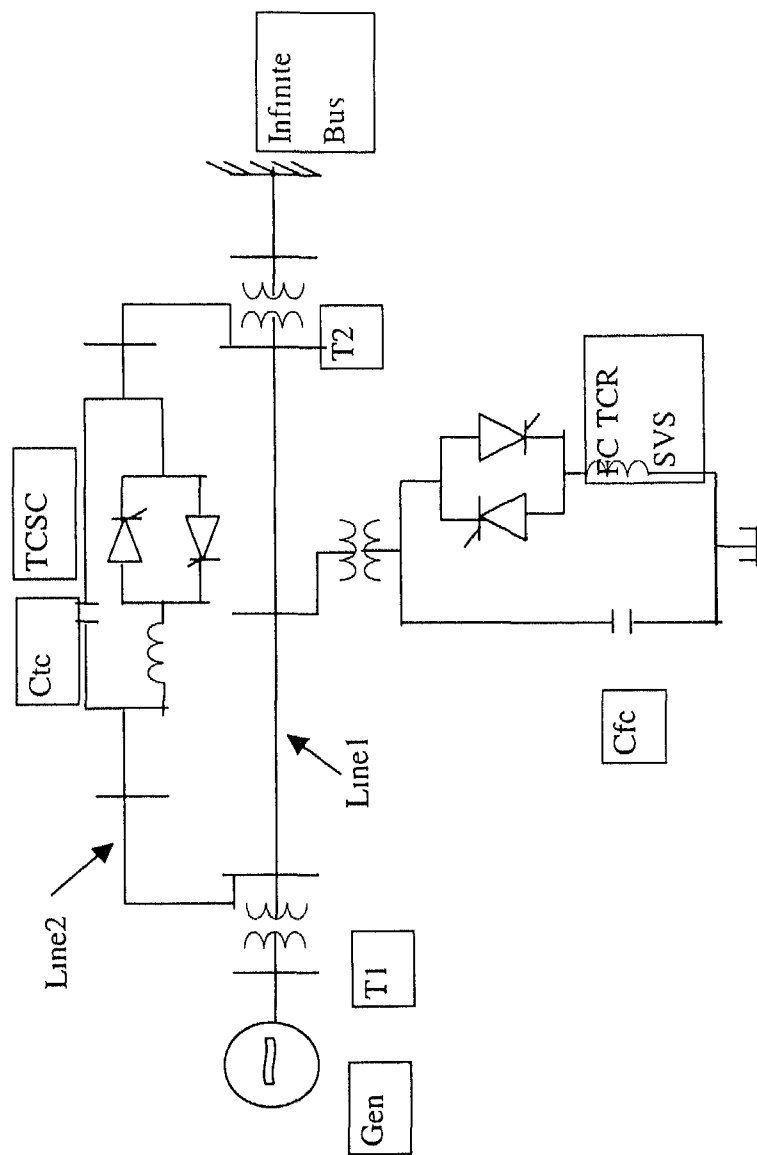 Gen
T1
Line2
Line1
Ctc
TCSC
Cfc
FC TCR
SVS
T2
Infinite
Bus